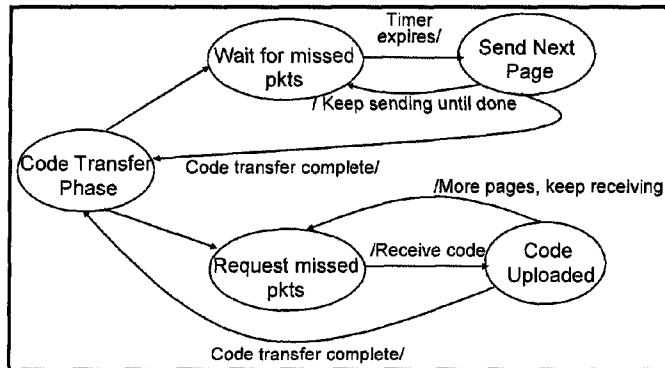 Timer
expires/
Wait for missed
pkts
Send Next
Page
/ Keep sending until done
Code Transfer
Phase
Code transfer complete/
/More pages, keep receiving
Request missed
pkts
/Receive code
Code
Uploaded
Code transfer complete/